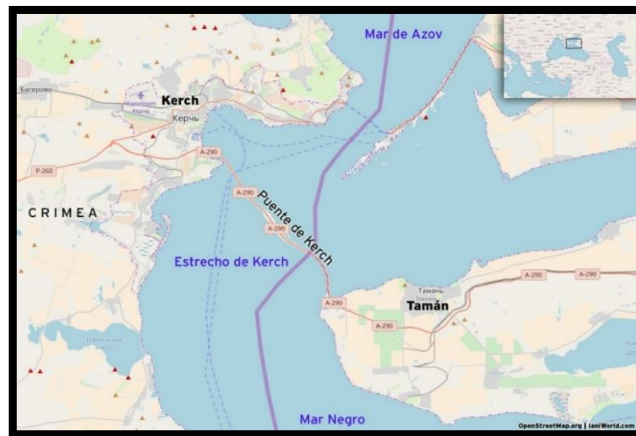 Mar de Azov
Kerch
Керчь
Багерово
A-290
P-260
A-290
A-290
Puente de Kerch
CRIMEA
A-290
Estrecho de Kerch
A-290
Тамань
Tamán
A-290
A-290
A-290
Mar Negro
OpenStreetMap.org | IaniWorld.com